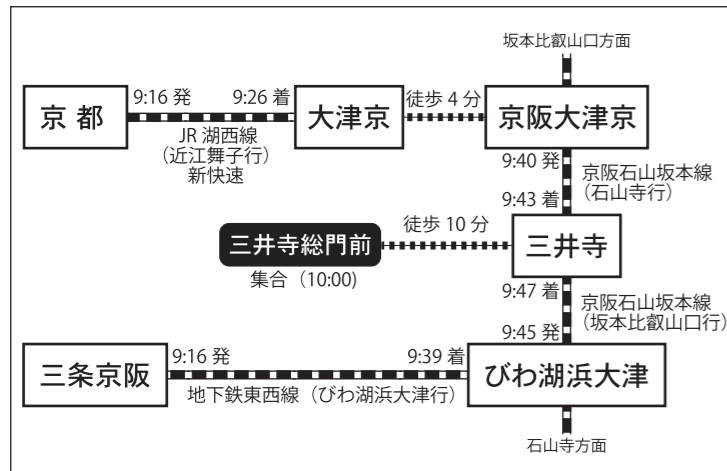 坂本比叡山口方面
京都
9:16 発
9:26 着
JR 湖西線
（近江舞子行）
新快速
大津京
徒歩 4 分
京阪大津京
9:40 発
京阪石山坂本線
（石山寺行）
9:43 着
三井寺総門前
集合（10:00)
徒歩 10 分
三井寺
9:47 着
京阪石山坂本線
（坂本比叡山口行）
9:45 発
三条京阪
9:16 発
9:39 着
地下鉄東西線（びわ湖浜大津行）
びわ湖浜大津
石山寺方面